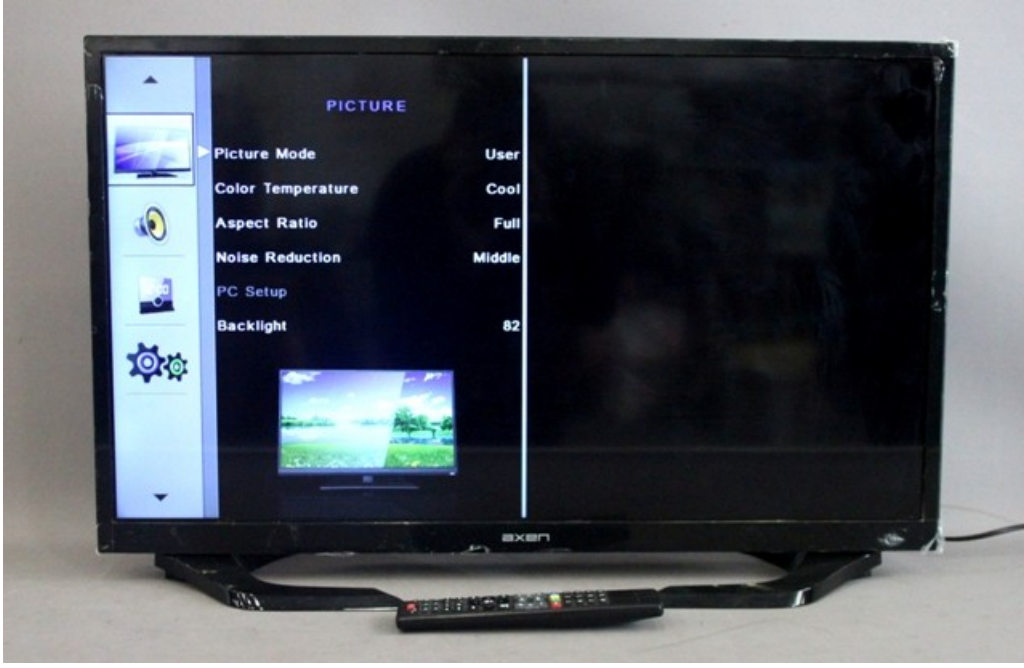 PICTURE
Picture Mode User
Color Temperature Cool
Aspect Ratio Full
Noise Reduction Middle
PC Setup
Backlight 82
axen